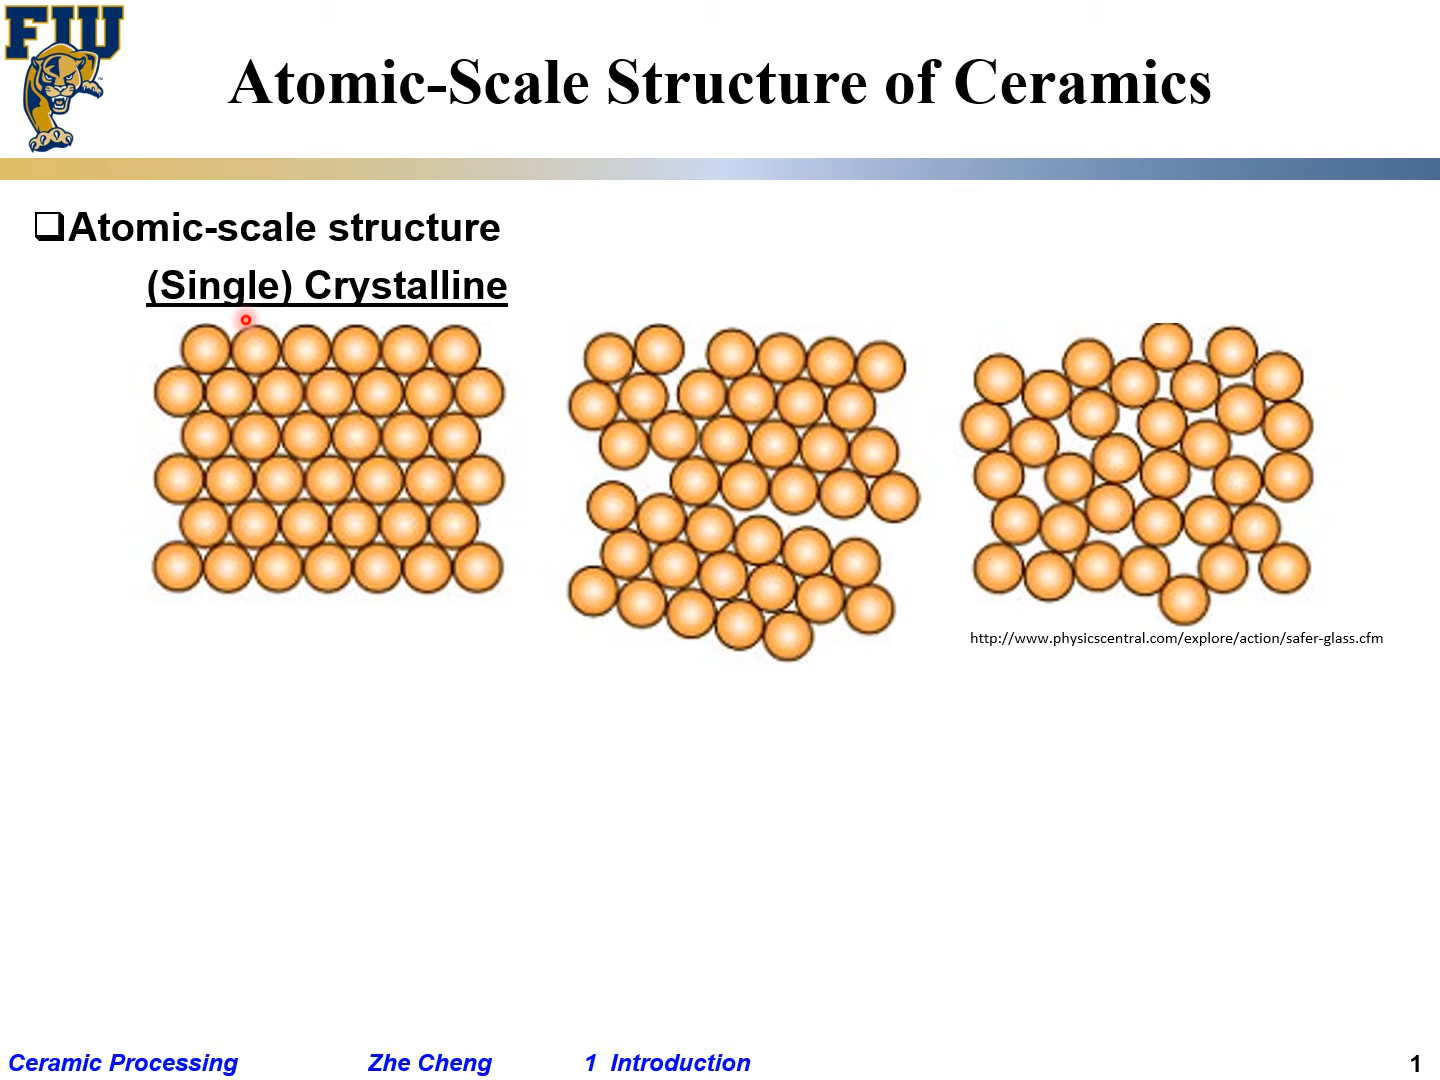 FIU
Atomic-Scale Structure of Ceramics
❑Atomic-scale structure
(Single) Crystalline
http://www.physicscentral.com/explore/action/safer-glass.cfm
Ceramic Processing Zhe Cheng 1 Introduction 1